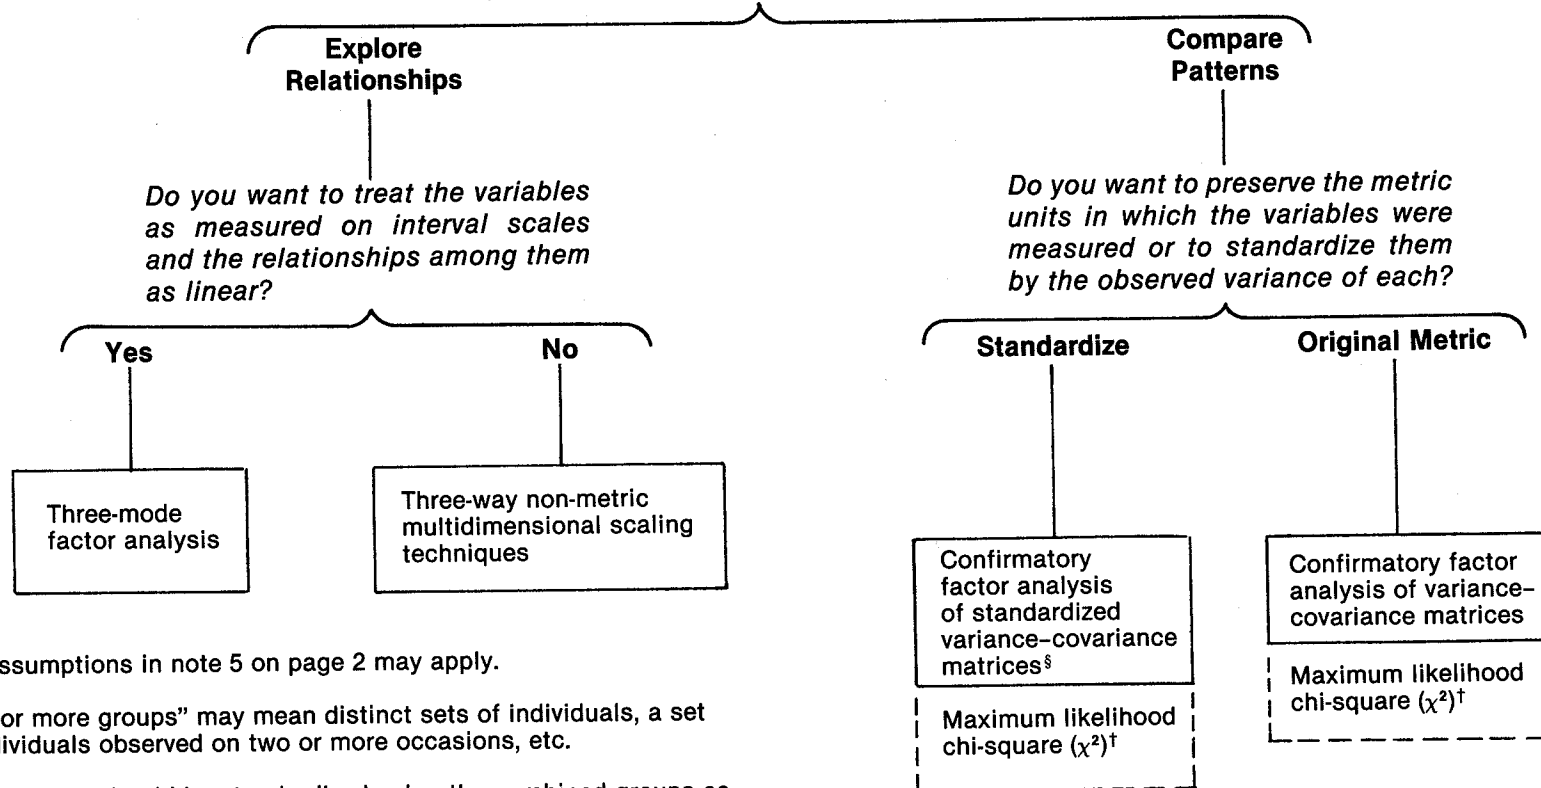 Explore
Relationships
Compare
Patterns
Do you want to treat the variables
as measured on interval scales
and the relationships among them
as linear?
Do you want to preserve the metric
units in which the variables were
measured or to standardize them
by the observed variance of each?
Yes
No
Standardize
Original Metric
Three-mode
factor analysis
Three-way non-metric
multidimensional scaling
techniques
Confirmatory
factor analysis
of standardized
variance–covariance
matrices§
Confirmatory factor
analysis of variance–
covariance matrices
Maximum likelihood
chi-square (χ²)†
Maximum likelihood
chi-square (χ²)†
ssumptions in note 5 on page 2 may apply.
or more groups” may mean distinct sets of individuals, a set
ividuals observed on two or more occasions, etc.